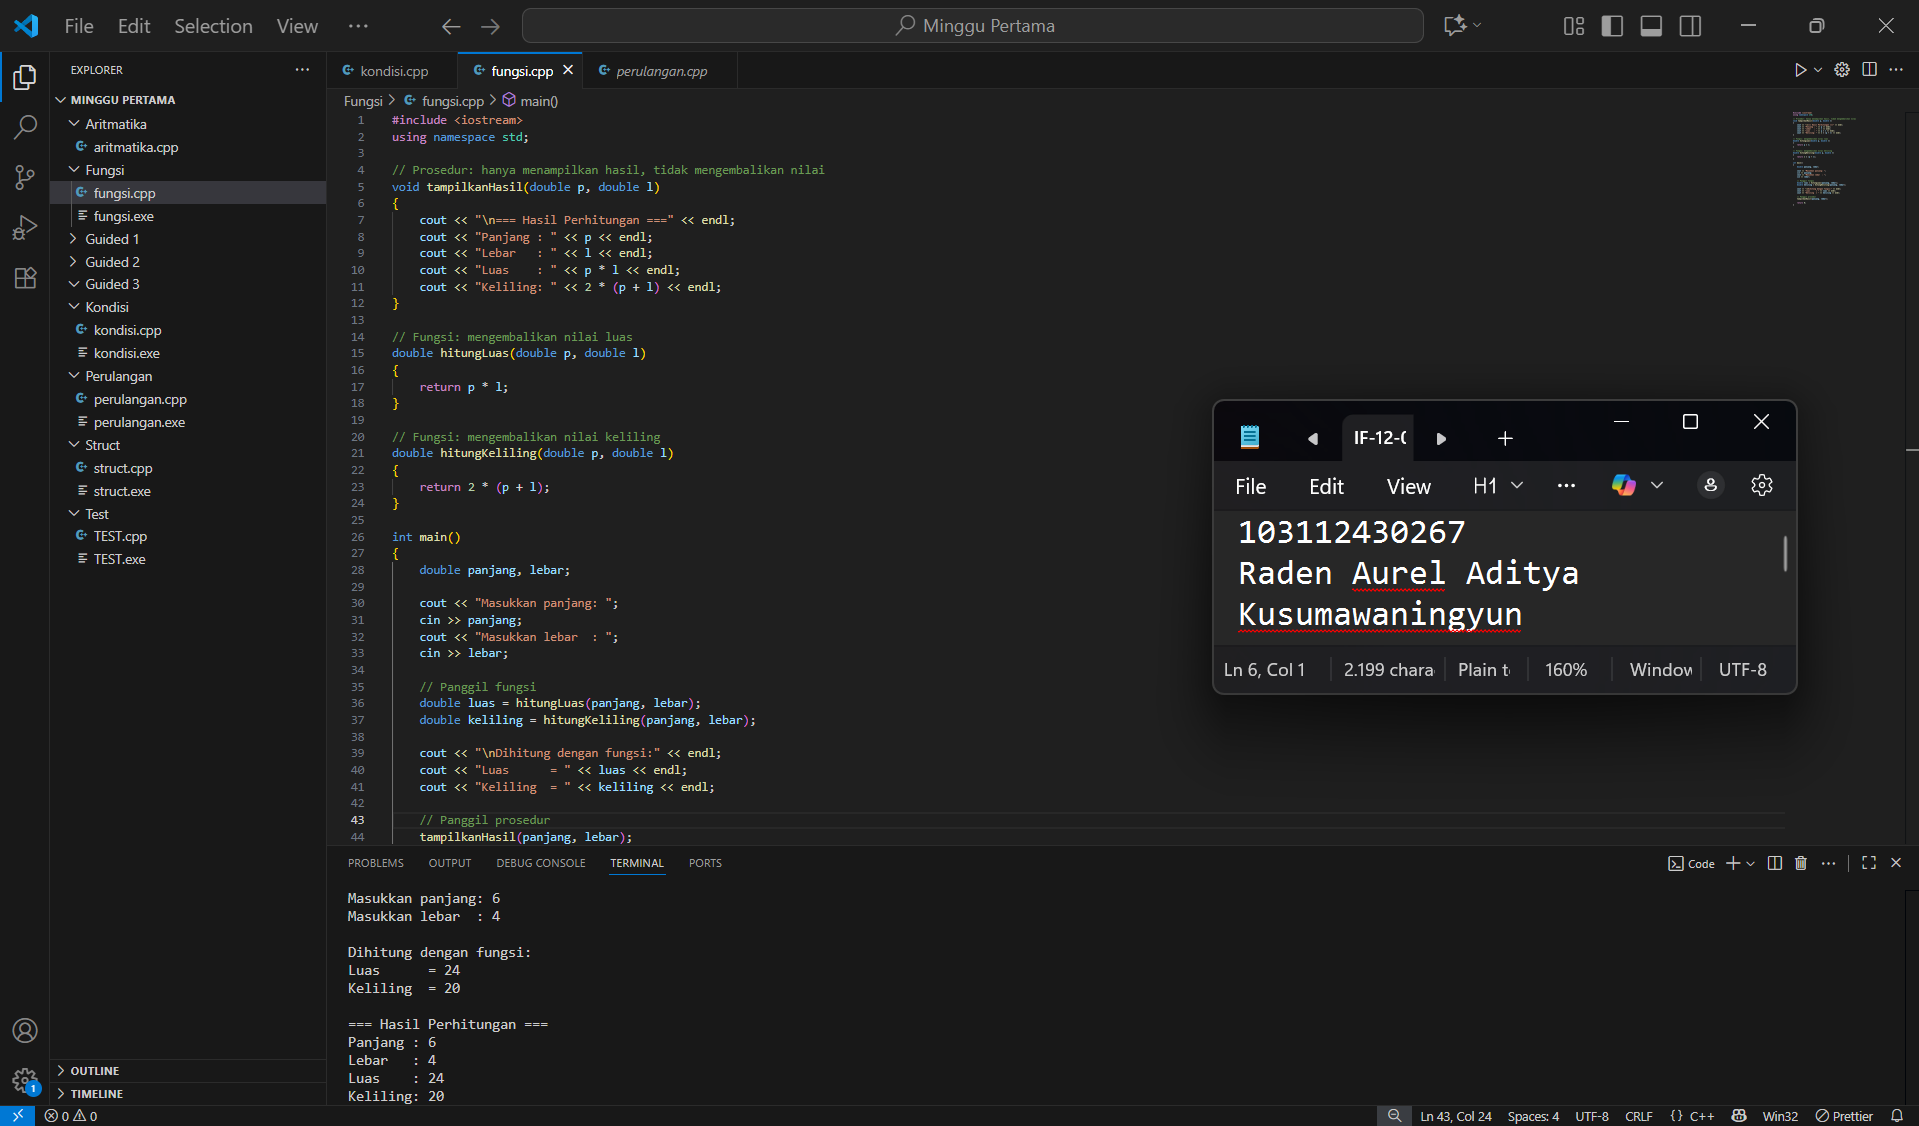 File Edit Selection View ···
Minggu Pertama
EXPLORER
MINGGU PERTAMA
Aritmatika
aritmatika.cpp
Fungsi
fungsi.cpp
fungsi.exe
Guided 1
Guided 2
Guided 3
Kondisi
kondisi.cpp
kondisi.exe
Perulangan
perulangan.cpp
perulangan.exe
Struct
struct.cpp
struct.exe
Test
TEST.cpp
TEST.exe
OUTLINE
TIMELINE
kondisi.cpp fungsi.cpp perulangan.cpp
Fungsi > fungsi.cpp > main()
1 #include <iostream>
2 using namespace std;
3
4 // Prosedur: hanya menampilkan hasil, tidak mengembalikan nilai
5 void tampilkanHasil(double p, double l)
6 {
7     cout << "\n=== Hasil Perhitungan ===" << endl;
8     cout << "Panjang : " << p << endl;
9     cout << "Lebar   : " << l << endl;
10     cout << "Luas    : " << p * l << endl;
11     cout << "Keliling: " << 2 * (p + l) << endl;
12 }
13
14 // Fungsi: mengembalikan nilai luas
15 double hitungLuas(double p, double l)
16 {
17     return p * l;
18 }
19
20 // Fungsi: mengembalikan nilai keliling
21 double hitungKeliling(double p, double l)
22 {
23     return 2 * (p + l);
24 }
25
26 int main()
27 {
28     double panjang, lebar;
29
30     cout << "Masukkan panjang: ";
31     cin >> panjang;
32     cout << "Masukkan lebar  : ";
33     cin >> lebar;
34
35     // Panggil fungsi
36     double luas = hitungLuas(panjang, lebar);
37     double keliling = hitungKeliling(panjang, lebar);
38
39     cout << "\nDihitung dengan fungsi:" << endl;
40     cout << "Luas      = " << luas << endl;
41     cout << "Keliling  = " << keliling << endl;
42
43     // Panggil prosedur
44     tampilkanHasil(panjang, lebar);
IF-12-0
File Edit View H1 ···
103112430267
Raden Aurel Aditya
Kusumawaningyun
Ln 6, Col 1 2.199 chara Plain t 160% Window UTF-8
PROBLEMS OUTPUT DEBUG CONSOLE TERMINAL PORTS
Code
Masukkan panjang: 6
Masukkan lebar  : 4
Dihitung dengan fungsi:
Luas      = 24
Keliling  = 20
=== Hasil Perhitungan ===
Panjang : 6
Lebar   : 4
Luas    : 24
Keliling: 20
1
0 0
Ln 43, Col 24 Spaces: 4 UTF-8 CRLF {} C++ Win32 Prettier